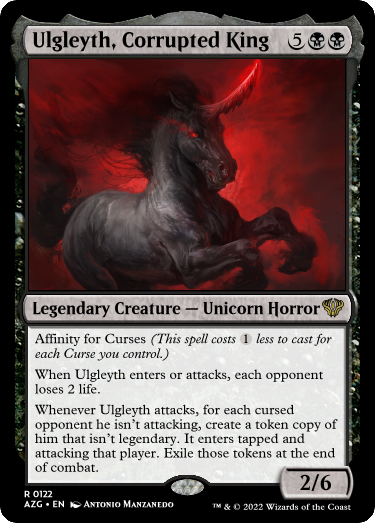 Ulgleyth, Corrupted King 5
Legendary Creature — Unicorn Horror
Affinity for Curses (This spell costs 1 less to cast for
each Curse you control.)
When Ulgleyth enters or attacks, each opponent
loses 2 life.
Whenever Ulgleyth attacks, for each cursed
opponent he isn't attacking, create a token copy of
him that isn't legendary. It enters tapped and
attacking that player. Exile those tokens at the end
of combat.
2/6
R 0122
AZG • EN Antonio Manzanedo
™ & © 2022 Wizards of the Coast